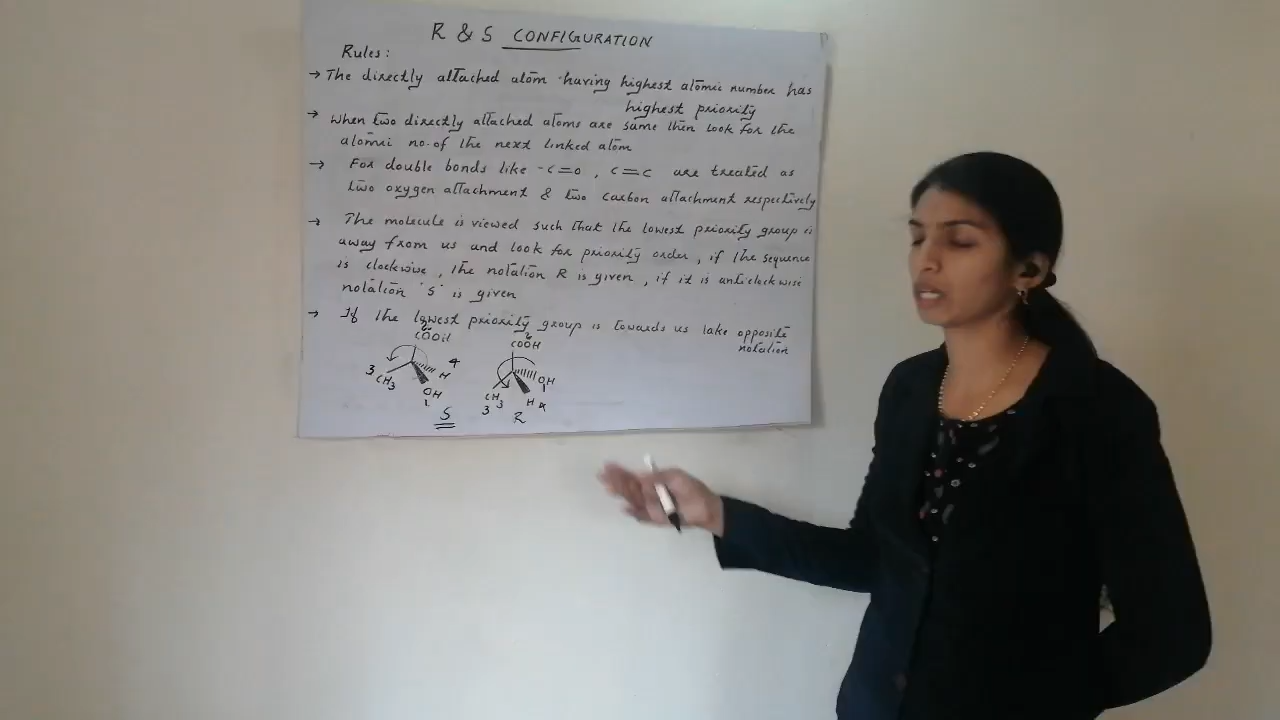 R & S CONFIGURATION
Rules:
→ The directly attached atom having highest atomic number has
highest priority
→ when two directly attached atoms are same then look for the
atomic no. of the next linked atom
→ For double bonds like -C=O, C=C are treated as
two oxygen attachment & two carbon attachment respectively
→ The molecule is viewed such that the lowest priority group is
away from us and look for priority order, if the sequence
is clockwise, the notation R is given, if it is anticlockwise
notation 'S' is given
→ If the lowest priority group is towards us take opposite
notation
2
COOH
3 CH3
H 4
OH
1
S
2
COOH
OH
1
CH3
3
H 4
R